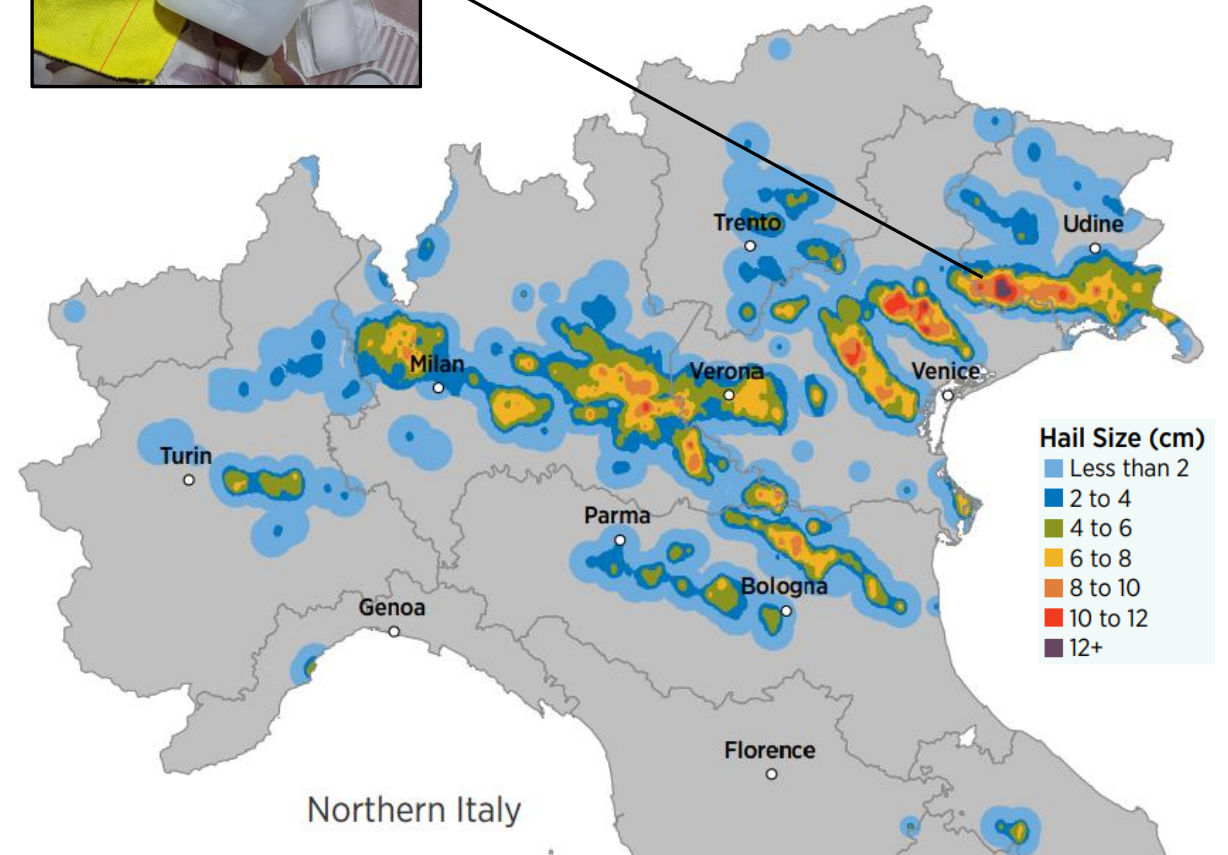 Trento
Udine
Milan
Verona
Venice
Turin
Parma
Bologna
Genoa
Florence
Northern Italy
Hail Size (cm)
Less than 2
2 to 4
4 to 6
6 to 8
8 to 10
10 to 12
12+